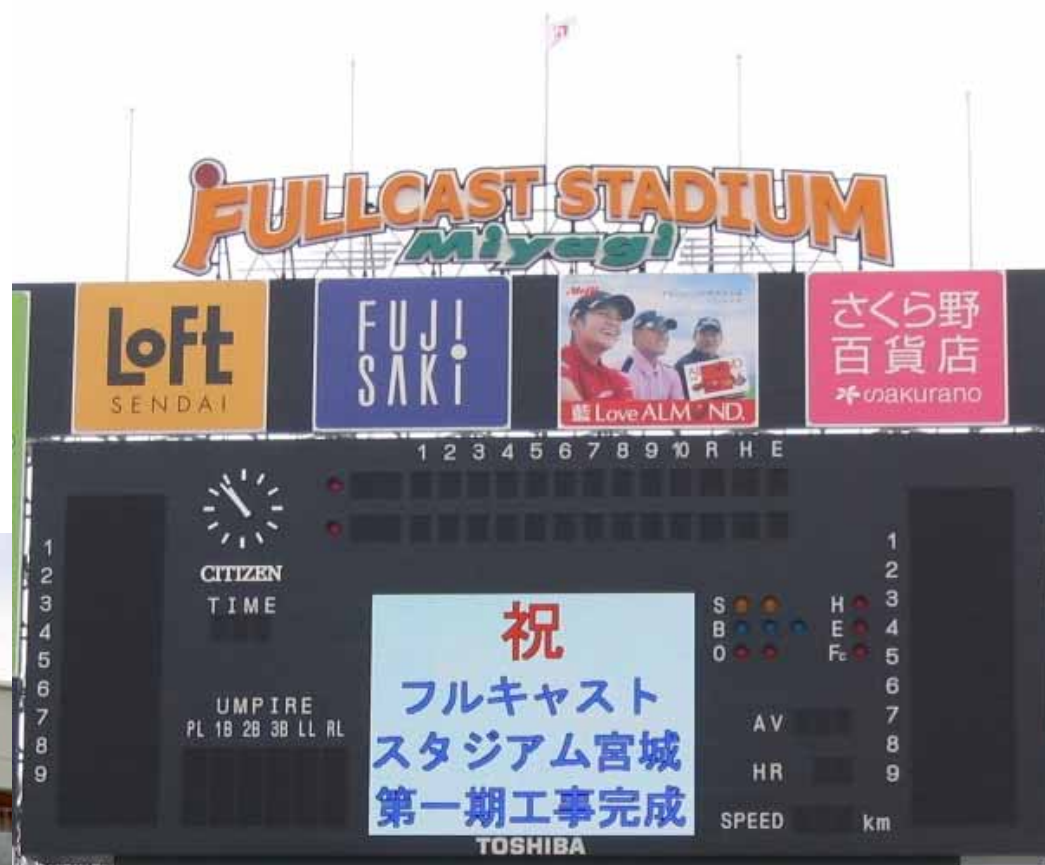 FULLCAST STADIUM
Miyagi
LOFT
SENDAI
FUJI
SAKi
Meiji
藍 Love ALMOND.
さくら野
百貨店
sakurano
1 2 3 4 5 6 7 8 9 10 R H E
CITIZEN
TIME
UMPIRE
PL 1B 2B 3B LL RL
1
2
3
4
5
6
7
8
9
祝
フルキャスト
スタジアム宮城
第一期工事完成
S
B
O
H
E
Fc
AV
HR
SPEED km
1
2
3
4
5
6
7
8
9
TOSHIBA